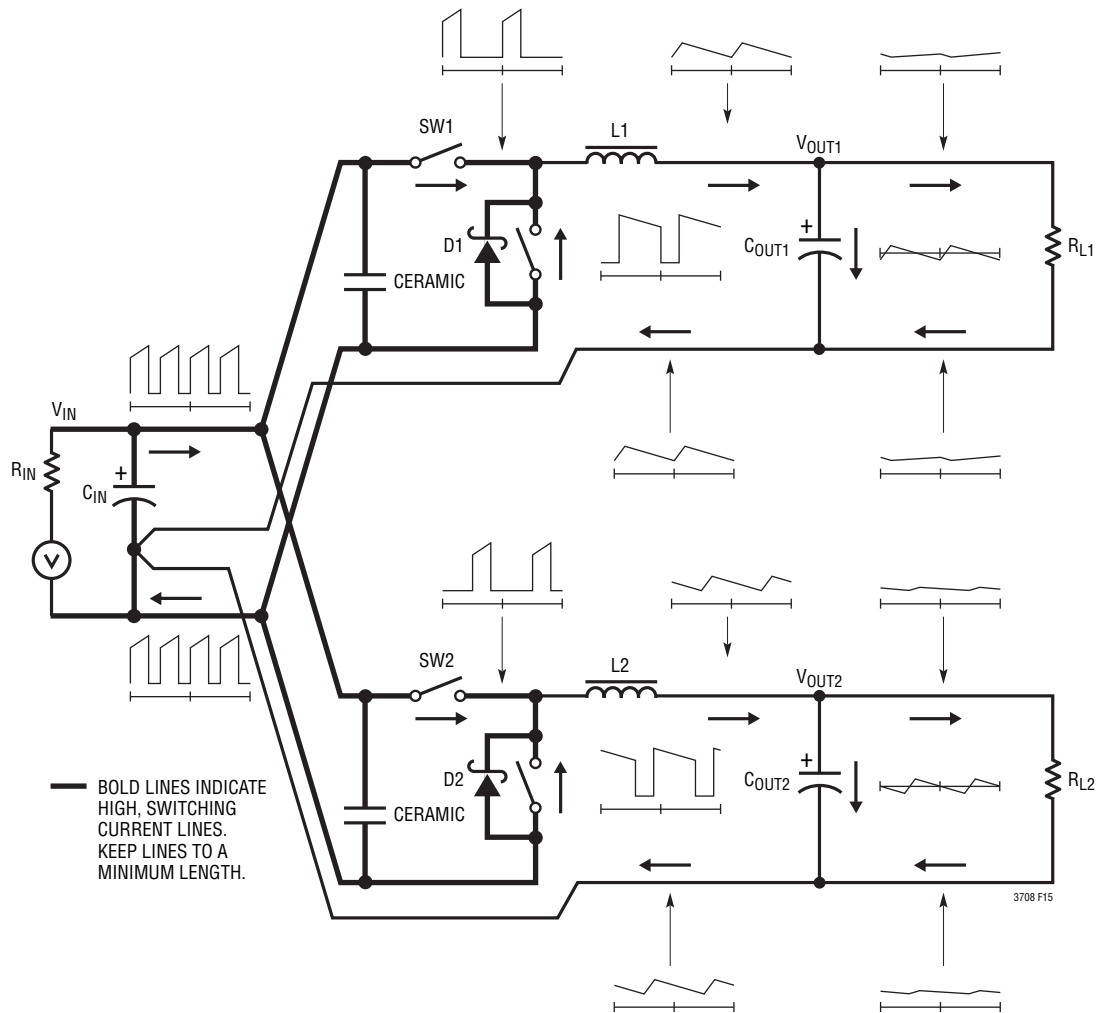 SW1
L1
VOUT1
D1
CERAMIC
COUT1
RL1
VIN
RIN
+
CIN
+
V
SW2
L2
VOUT2
D2
CERAMIC
COUT2
+
RL2
BOLD LINES INDICATE
HIGH, SWITCHING
CURRENT LINES.
KEEP LINES TO A
MINIMUM LENGTH.
3708 F15